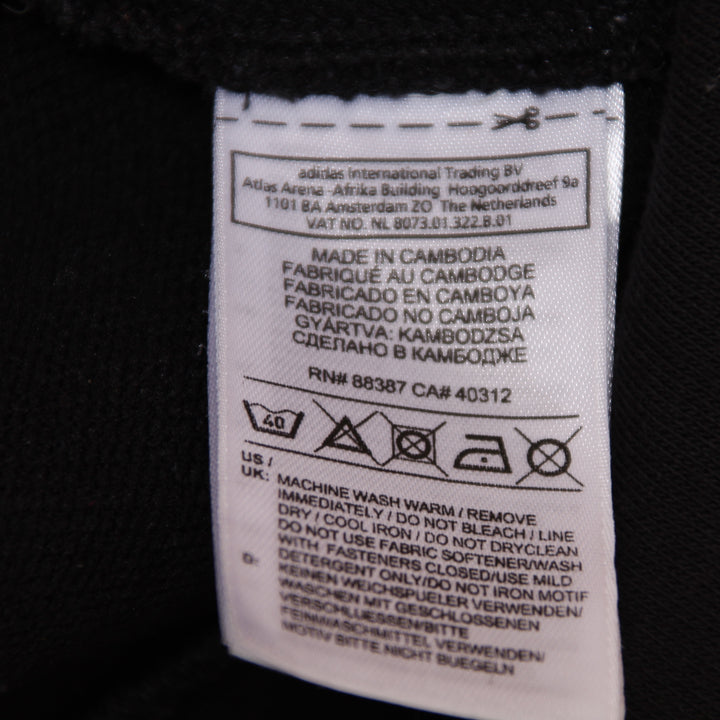 adidas International Trading BV
Atlas Arena -Afrika Building Hoogoorddreef 9a
1101 BA Amsterdam ZO The Netherlands
VAT NO. NL 8073.01.322.B.01
MADE IN CAMBODIA
FABRIQUÉ AU CAMBODGE
FABRICADO EN CAMBOYA
FABRICADO NO CAMBOJA
GYÁRTVA: KAMBODZSA
СДЕЛАНО В КАМБОДЖЕ
RN# 88387 CA# 40312
40
US /
UK: MACHINE WASH WARM / REMOVE
IMMEDIATELY / DO NOT BLEACH / LINE
DRY / COOL IRON / DO NOT DRYCLEAN
DO NOT USE FABRIC SOFTENER/WASH
WITH FASTENERS CLOSED/USE MILD
DETERGENT ONLY/DO NOT IRON MOTIF
D: KEINEN WEICHSPUELER VERWENDEN/
WASCHEN MIT GESCHLOSSENEN
VERSCHLUESSEN/BITTE
FEINWASCHMITTEL VERWENDEN/
MOTIV BITTE NICHT BUEGELN